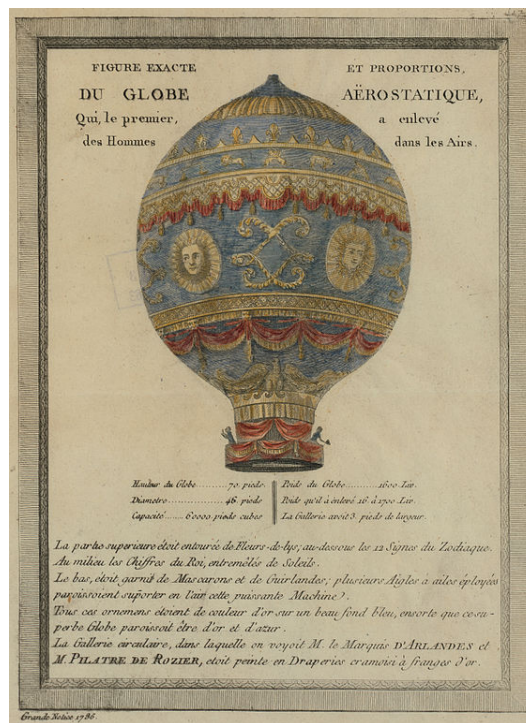 FIGURE EXACTE ET PROPORTIONS,
DU GLOBE AËROSTATIQUE,
Qui, le premier, a enlevé
des Hommes dans les Airs.
Hauteur du Globe..........70 pieds.
Diametre..............46 pieds
Capacité......60000 pieds cubes
Poids du Globe..........1600 Liv.
Poids qu'il à enlevé 16 à 1700 Liv.
La Gallerie avoit 3. pieds de largeur.
La partie superieure étoit entourée de Fleurs-de-lys, au-dessous les 12 Signes du Zodiaque.
Au milieu les Chiffres du Roi, entremêlés de Soleils.
Le bas, étoit garni de Mascarons et de Guirlandes; plusieurs Aigles à ailes éployées
paroissoient suporter en l'air cette puissante Machine.
Tous ces ornemens etoient de couleur d'or sur un beau fond bleu, ensorte que ce su-
perbe Globe paroissoit être d'or et d'azur.
La Gallerie circulaire, dans laquelle on voyoit M. le Marquis D'ARLANDES et
M. PILATRE DE ROZIER, etoit peinte en Draperies cramoisi à franges d'or.
Grande Notice 1786.